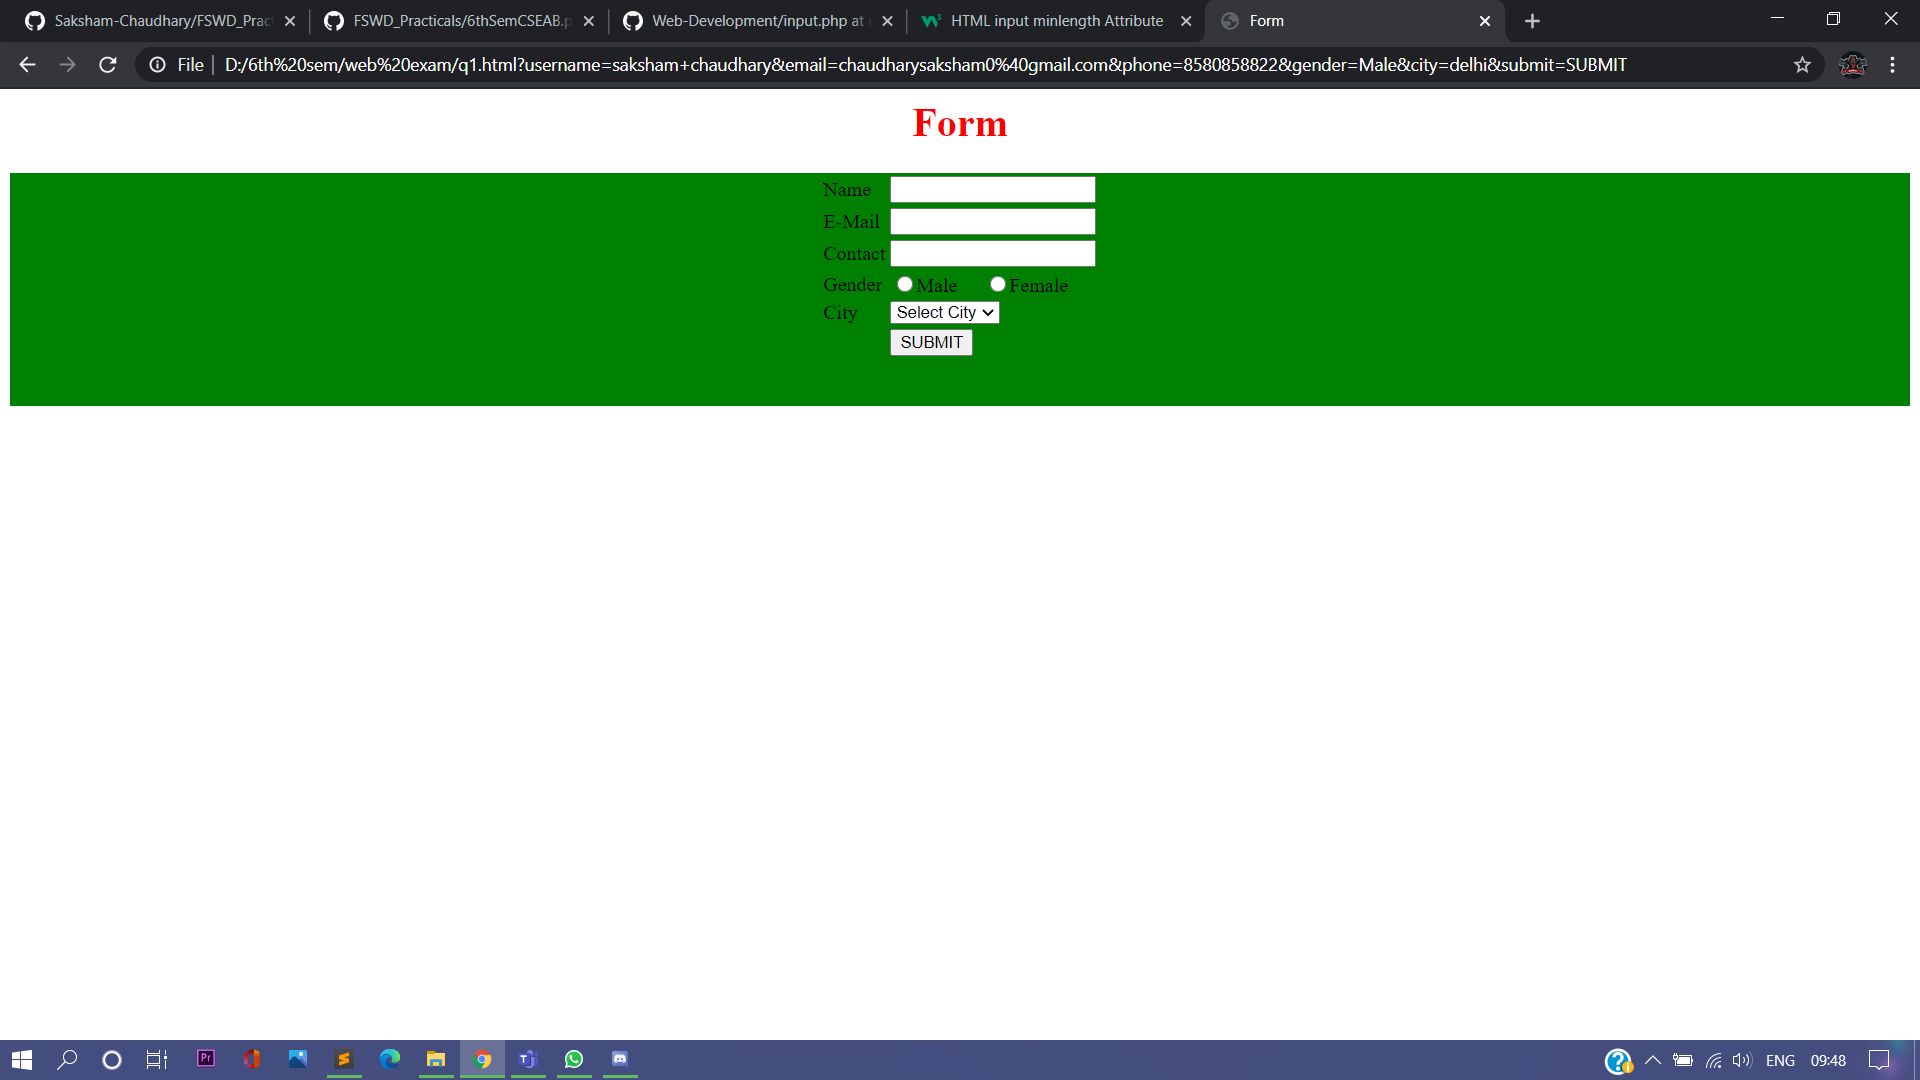 Saksham-Chaudhary/FSWD_Prac
FSWD_Practicals/6thSemCSEAB.p
Web-Development/input.php at
HTML input minlength Attribute
Form
File
D:/6th%20sem/web%20exam/q1.html?username=saksham+chaudhary&email=chaudharysaksham0%40gmail.com&phone=8580858822&gender=Male&city=delhi&submit=SUBMIT
Form
Name
E-Mail
Contact
Gender Male Female
City Select City
SUBMIT
Pr
ENG 09:48